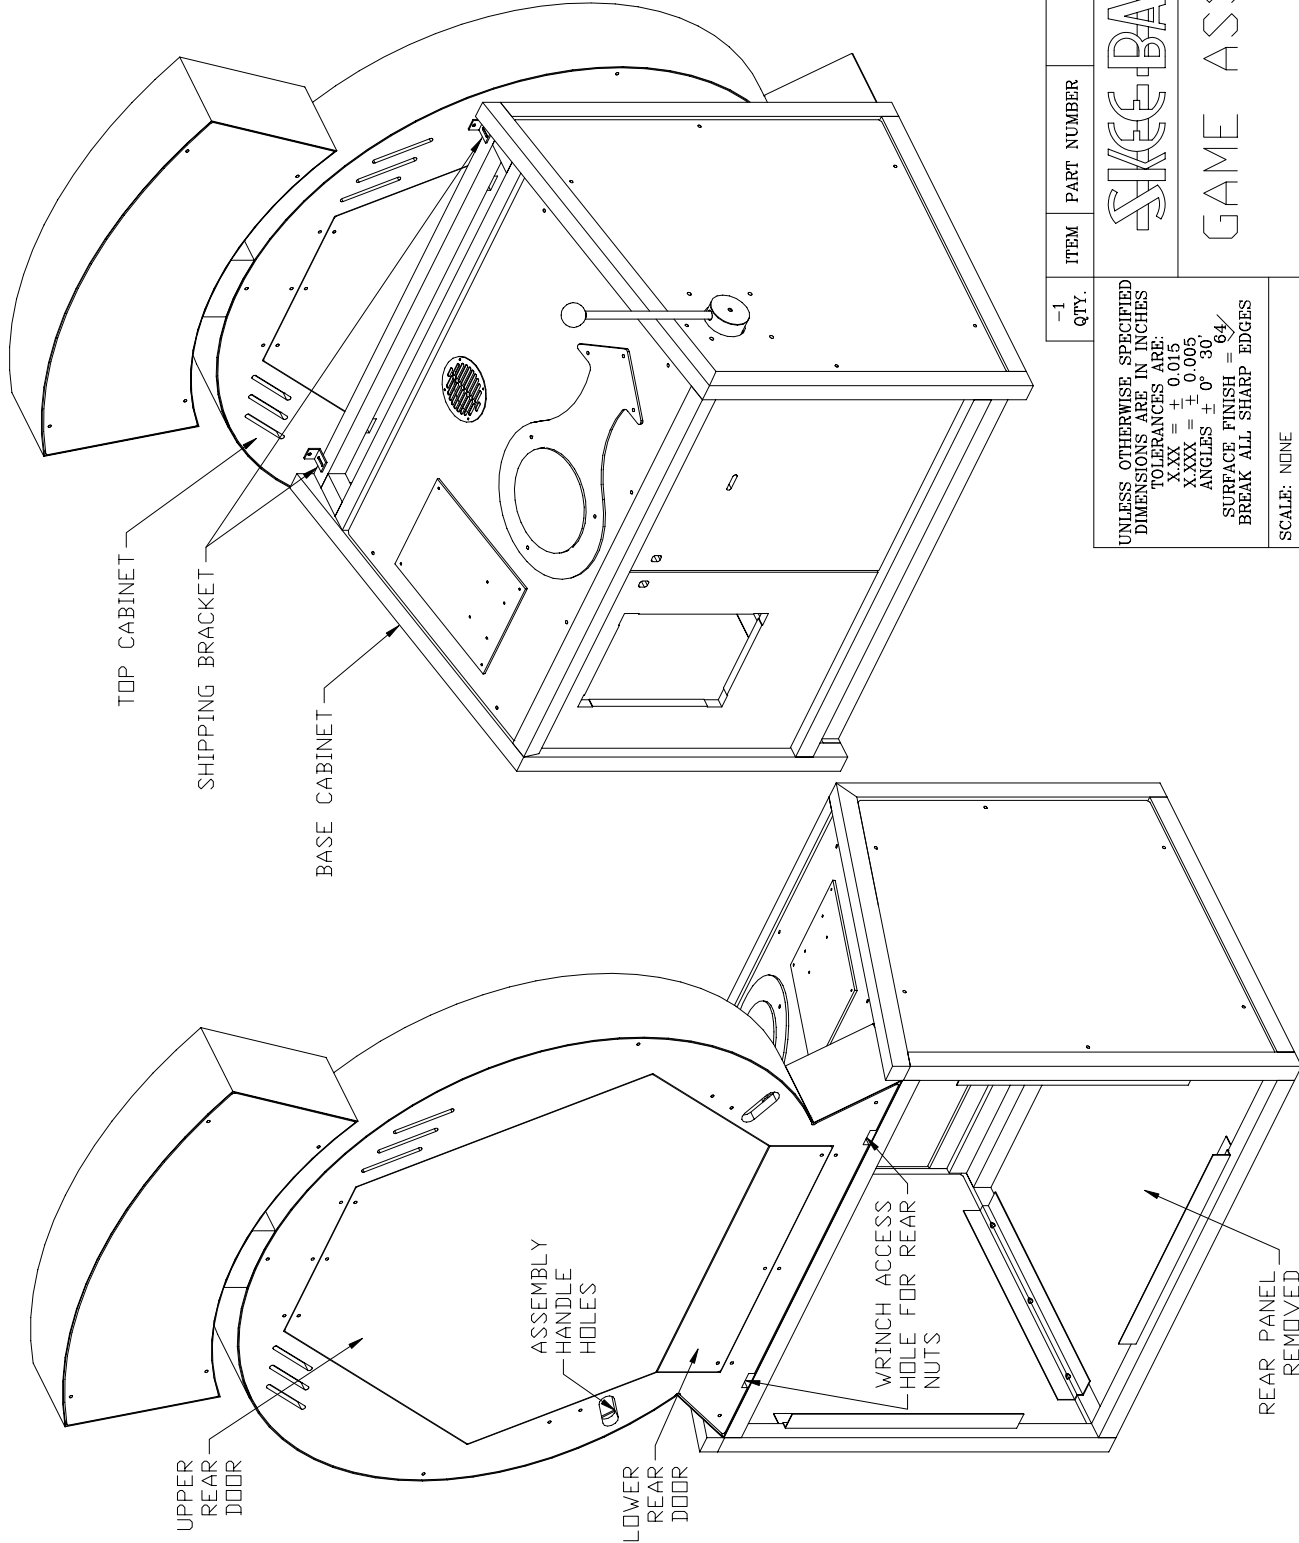 TOP CABINET
SHIPPING BRACKET
BASE CABINET
UPPER
REAR
DOOR
ASSEMBLY
HANDLE
HOLES
LOWER
REAR
DOOR
WRINCH ACCESS
HOLE FOR REAR
NUTS
REAR PANEL
REMOVED
-1
QTY.
ITEM
PART NUMBER
UNLESS OTHERWISE SPECIFIED
DIMENSIONS ARE IN INCHES
TOLERANCES ARE:
X.XX = ± 0.015
X.XXX = ± 0.005
ANGLES ± 0° 30'
SURFACE FINISH = 64
BREAK ALL SHARP EDGES
SCALE: NONE
SKEE-BA
GAME ASS